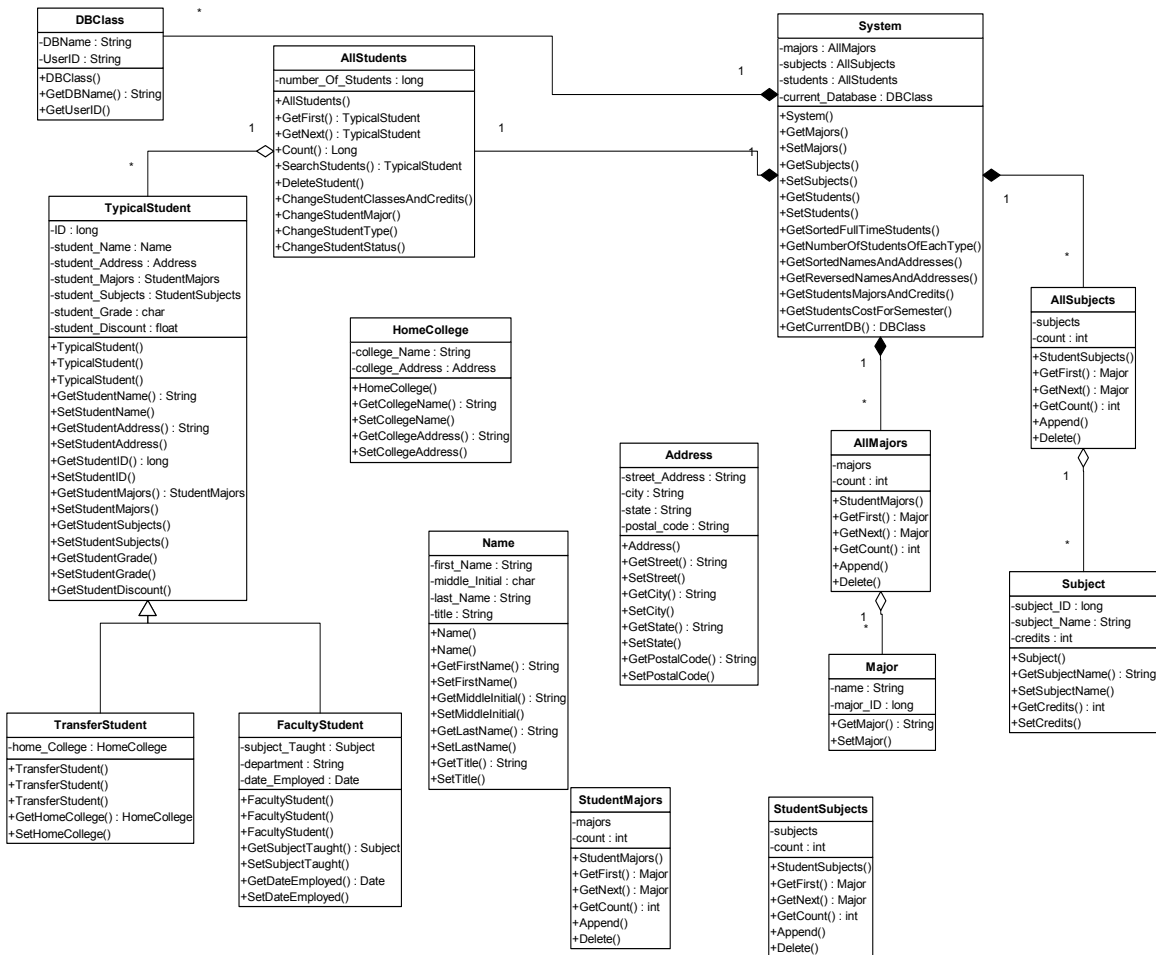 DBClass
-DBName : String
-UserID : String
+DBClass()
+GetDBName() : String
+GetUserID()
*
1
AllStudents
-number_Of_Students : long
+AllStudents()
+GetFirst() : TypicalStudent
+GetNext() : TypicalStudent
+Count() : Long
+SearchStudents() : TypicalStudent
+DeleteStudent()
+ChangeStudentClassesAndCredits()
+ChangeStudentMajor()
+ChangeStudentType()
+ChangeStudentStatus()
1
*
1
1
System
-majors : AllMajors
-subjects : AllSubjects
-students : AllStudents
-current_Database : DBClass
+System()
+GetMajors()
+SetMajors()
+GetSubjects()
+SetSubjects()
+GetStudents()
+SetStudents()
+GetSortedFullTimeStudents()
+GetNumberOfStudentsOfEachType()
+GetSortedNamesAndAddresses()
+GetReversedNamesAndAddresses()
+GetStudentsMajorsAndCredits()
+GetStudentsCostForSemester()
+GetCurrentDB() : DBClass
1
*
1
*
TypicalStudent
-ID : long
-student_Name : Name
-student_Address : Address
-student_Majors : StudentMajors
-student_Subjects : StudentSubjects
-student_Grade : char
-student_Discount : float
+TypicalStudent()
+TypicalStudent()
+TypicalStudent()
+GetStudentName() : String
+SetStudentName()
+GetStudentAddress() : String
+SetStudentAddress()
+GetStudentID() : long
+SetStudentID()
+GetStudentMajors() : StudentMajors
+SetStudentMajors()
+GetStudentSubjects()
+SetStudentSubjects()
+GetStudentGrade()
+SetStudentGrade()
+GetStudentDiscount()
HomeCollege
-college_Name : String
-college_Address : Address
+HomeCollege()
+GetCollegeName() : String
+SetCollegeName()
+GetCollegeAddress() : String
+SetCollegeAddress()
AllSubjects
-subjects
-count : int
+StudentSubjects()
+GetFirst() : Major
+GetNext() : Major
+GetCount() : int
+Append()
+Delete()
1
*
Address
-street_Address : String
-city : String
-state : String
-postal_code : String
+Address()
+GetStreet() : String
+SetStreet()
+GetCity() : String
+SetCity()
+GetState() : String
+SetState()
+GetPostalCode() : String
+SetPostalCode()
AllMajors
-majors
-count : int
+StudentMajors()
+GetFirst() : Major
+GetNext() : Major
+GetCount() : int
+Append()
+Delete()
1
*
Name
-first_Name : String
-middle_Initial : char
-last_Name : String
-title : String
+Name()
+Name()
+GetFirstName() : String
+SetFirstName()
+GetMiddleInitial() : String
+SetMiddleInitial()
+GetLastName() : String
+SetLastName()
+GetTitle() : String
+SetTitle()
Subject
-subject_ID : long
-subject_Name : String
-credits : int
+Subject()
+GetSubjectName() : String
+SetSubjectName()
+GetCredits() : int
+SetCredits()
Major
-name : String
-major_ID : long
+GetMajor() : String
+SetMajor()
TransferStudent
-home_College : HomeCollege
+TransferStudent()
+TransferStudent()
+TransferStudent()
+GetHomeCollege() : HomeCollege
+SetHomeCollege()
FacultyStudent
-subject_Taught : Subject
-department : String
-date_Employed : Date
+FacultyStudent()
+FacultyStudent()
+FacultyStudent()
+GetSubjectTaught() : Subject
+SetSubjectTaught()
+GetDateEmployed() : Date
+SetDateEmployed()
StudentMajors
-majors
-count : int
+StudentMajors()
+GetFirst() : Major
+GetNext() : Major
+GetCount() : int
+Append()
+Delete()
StudentSubjects
-subjects
-count : int
+StudentSubjects()
+GetFirst() : Major
+GetNext() : Major
+GetCount() : int
+Append()
+Delete()